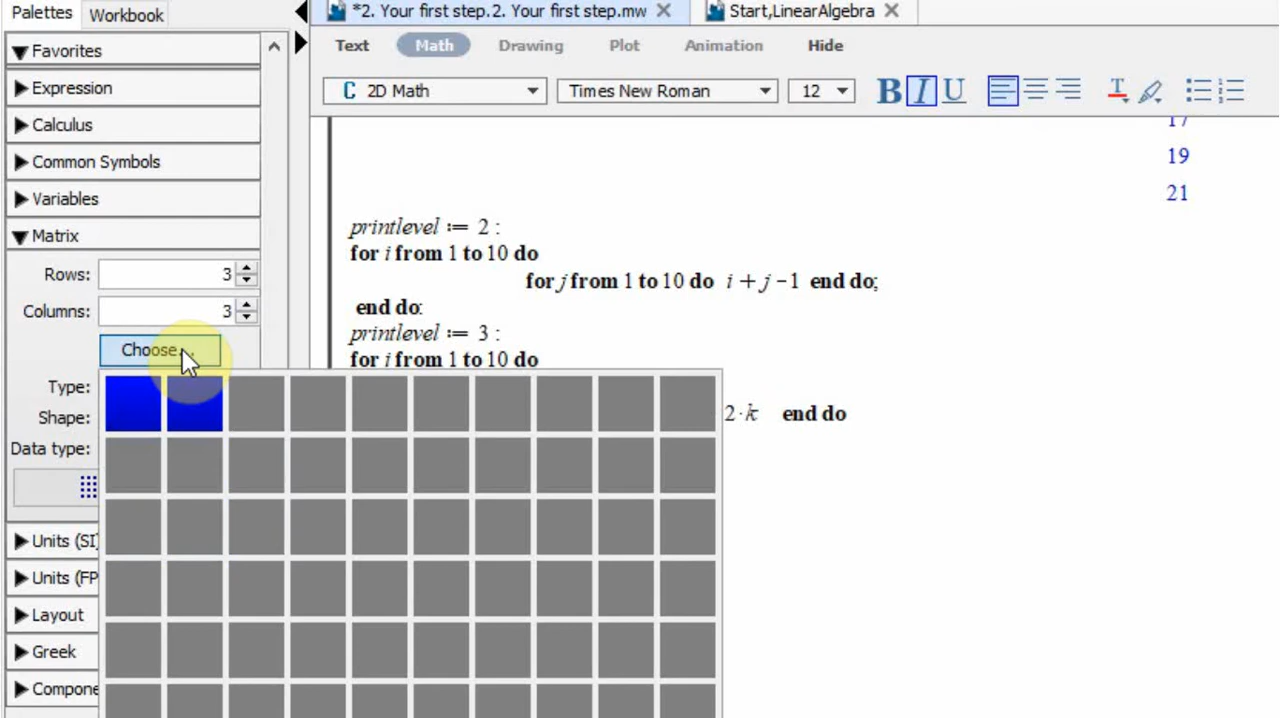 Palettes Workbook
*2. Your first step.2. Your first step.mw
Start,LinearAlgebra
Favorites
Text Math Drawing Plot Animation Hide
Expression
C 2D Math Times New Roman 12 B I U
Calculus
17
Common Symbols
19
Variables
21
Matrix
printlevel := 2 :
for i from 1 to 10 do
Rows: 3
for j from 1 to 10 do i + j − 1 end do;
Columns: 3
end do:
printlevel := 3 :
Choose...
for i from 1 to 10 do
Type:
Shape:
2·k end do
Data type:
Units (SI)
Units (FP
Layout
Greek
Compone